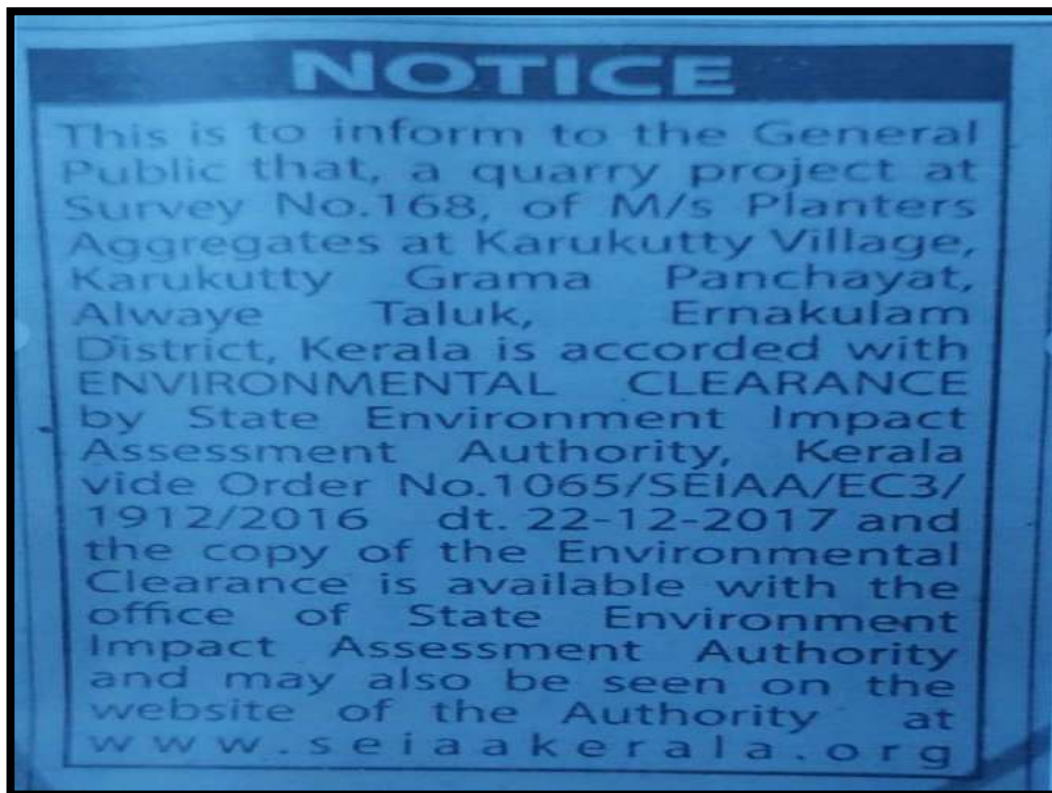 NOTICE
This is to inform to the General
Public that, a quarry project at
Survey No.168, of M/s Planters
Aggregates at Karukutty Village,
Karukutty Grama Panchayat,
Alwaye Taluk, Ernakulam
District, Kerala is accorded with
ENVIRONMENTAL CLEARANCE
by State Environment Impact
Assessment Authority, Kerala
vide Order No.1065/SEIAA/EC3/
1912/2016 dt. 22-12-2017 and
the copy of the Environmental
Clearance is available with the
office of State Environment
Impact Assessment Authority
and may also be seen on the
website of the Authority at
www.seiaakerala.org